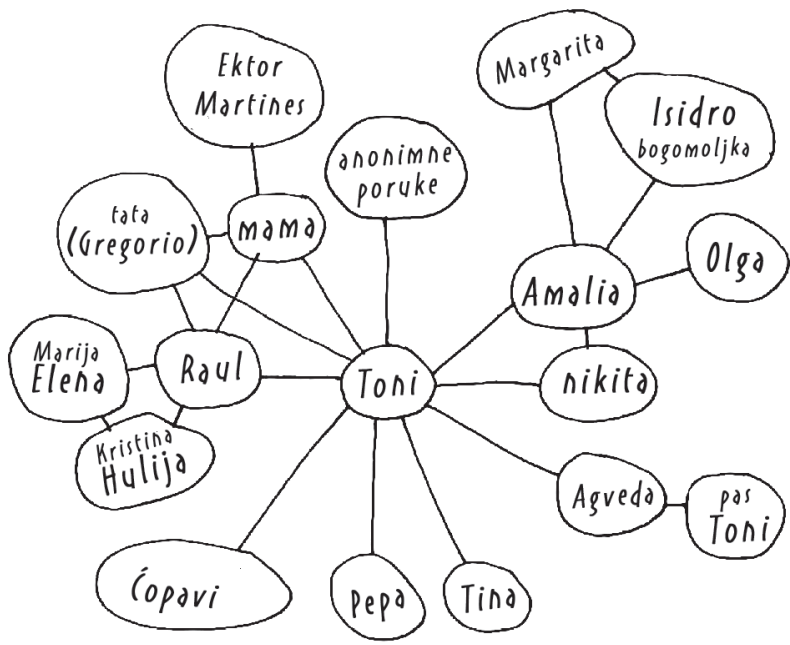 Ektor
Martines
Margarita
Isidro
bogomoljka
anonimne
poruke
tata
(Gregorio)
mama
Olga
Amalia
Marija
Elena
Raul
Toni
nikita
Kristina
Hulija
Agveda
pas
Toni
Ćopavi
pepa
Tina